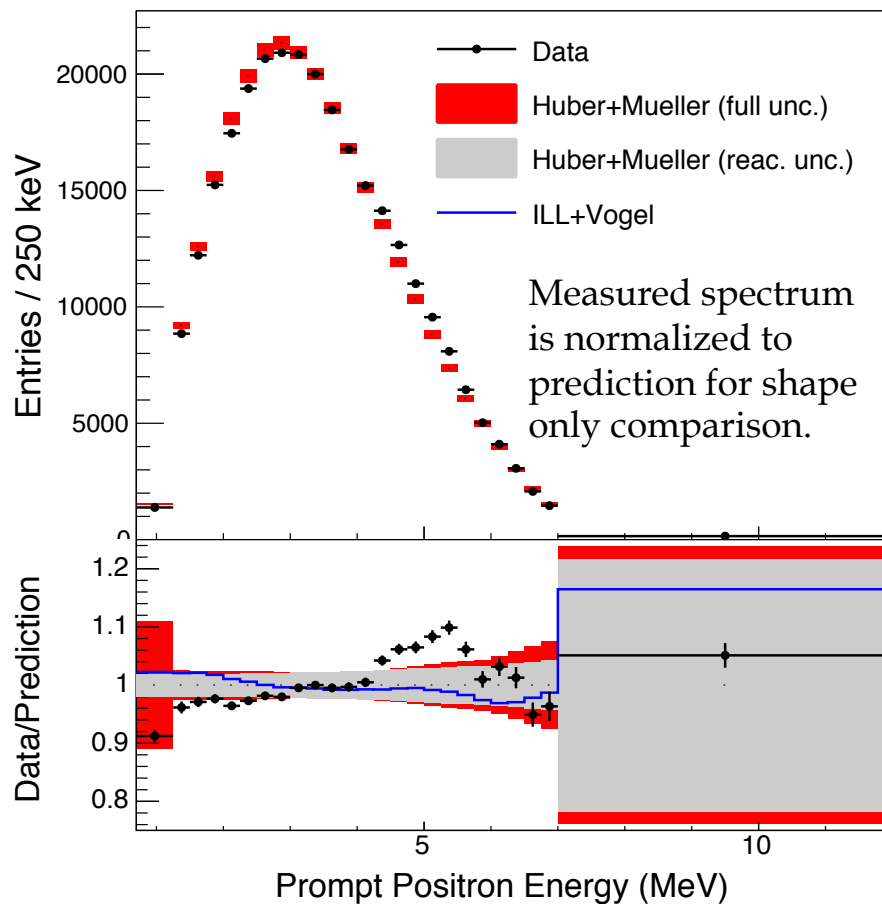 20000
15000
10000
5000
0
Entries / 250 keV
Data
Huber+Mueller (full unc.)
Huber+Mueller (reac. unc.)
ILL+Vogel
Measured spectrum
is normalized to
prediction for shape
only comparison.
1.2
1.1
1
0.9
0.8
Data/Prediction
5
10
Prompt Positron Energy (MeV)